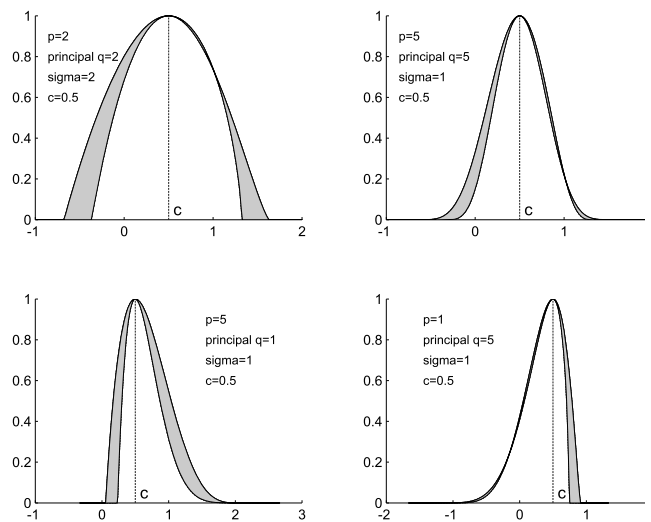 1
p=2
principal q=2
sigma=2
c=0.5
0.8
0.6
0.4
0.2
0
c
-1 0 1 2
1
p=5
principal q=5
sigma=1
c=0.5
0.8
0.6
0.4
0.2
0
c
-1 0 1
1
p=5
principal q=1
sigma=1
c=0.5
0.8
0.6
0.4
0.2
0
c
-1 0 1 2 3
1
p=1
principal q=5
sigma=1
c=0.5
0.8
0.6
0.4
0.2
0
c
-2 -1 0 1 2